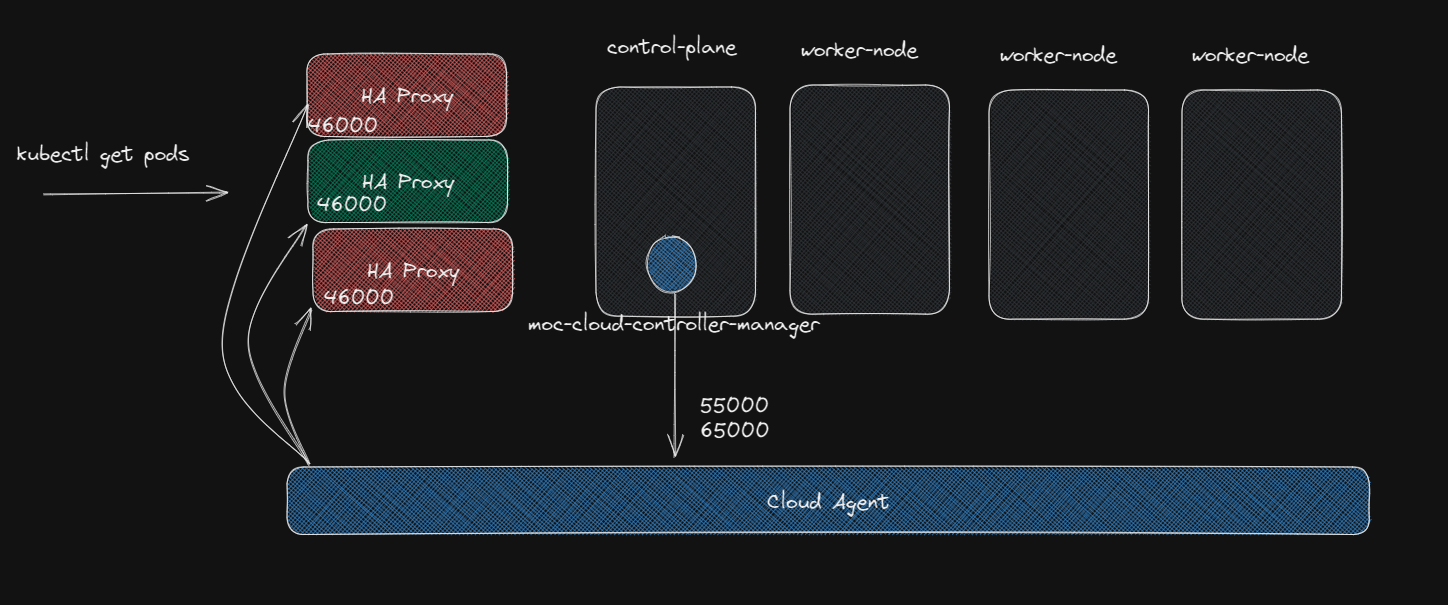 control-plane
worker-node
worker-node
worker-node
HA Proxy
46000
kubectl get pods
HA Proxy
46000
HA Proxy
46000
moc-cloud-controller-manager
55000
65000
Cloud Agent